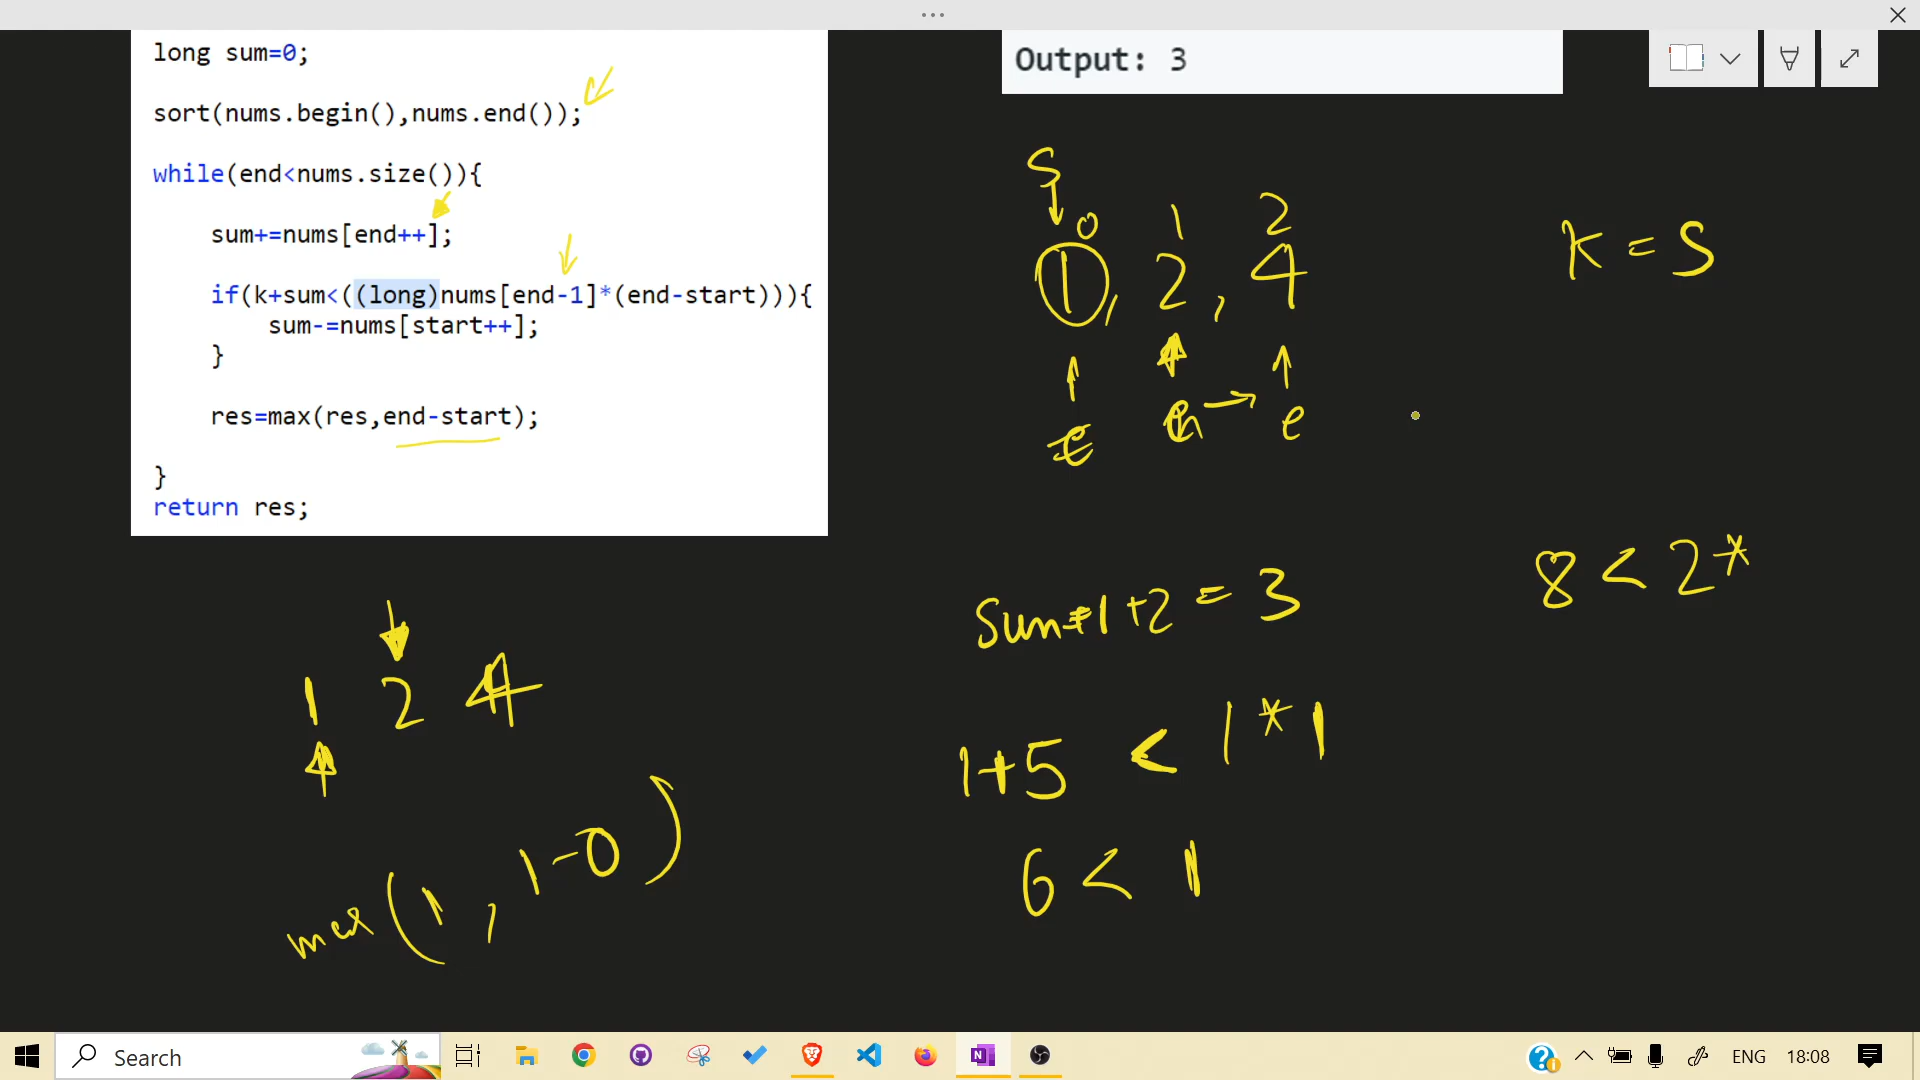 long sum=0;
sort(nums.begin(),nums.end());
while(end<nums.size()){
sum+=nums[end++];
if(k+sum<((long)nums[end-1]*(end-start))){
sum-=nums[start++];
}
res=max(res,end-start);
}
return res;
Output: 3
S
0 1 2
1, 2, 4
e → e
K = 5
Sum=1+2 = 3
8 < 2*
1+5 < 1*1
6 < 1
1 2 4
max(1, 1-0)
Search
ENG
18:08